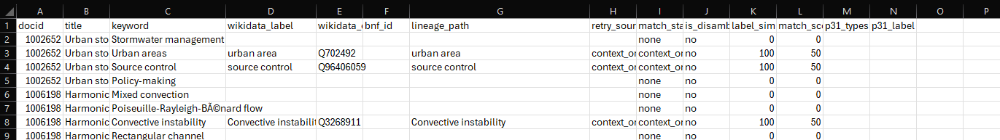 A B C D E F G H I J K L M N O P
1 docid title keyword wikidata_label wikidata_ bnf_id lineage_path retry_sour match_sta is_disamb label_sim match_sco p31_types p31_label
2 1002652 Urban sto Stormwater management none no 0 0
3 1002652 Urban sto Urban areas urban area Q702492 urban area context_or context_or no 100 50
4 1002652 Urban sto Source control source control Q96406059 source control context_or context_or no 100 50
5 1002652 Urban sto Policy-making none no 0 0
6 1006198 Harmonic Mixed convection none no 0 0
7 1006198 Harmonic Poiseuille-Rayleigh-BÃ©nard flow none no 0 0
8 1006198 Harmonic Convective instability Convective instabilit Q3268911 Convective instability context_or context_or no 100 50
9 1006198 Harmonic Rectangular channel none no 0 0